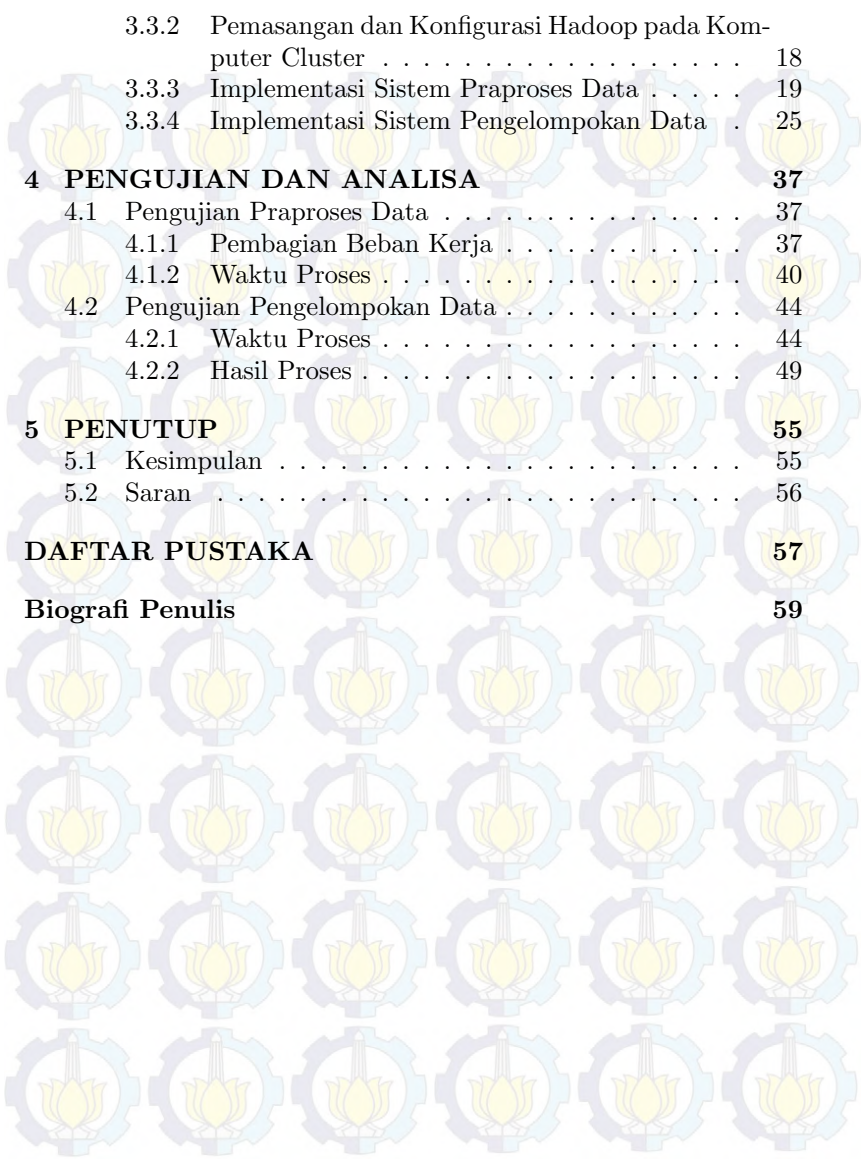 3.3.2 Pemasangan dan Konfigurasi Hadoop pada Kom-
puter Cluster . . . . . . . . . . . . . . . . . . 18
3.3.3 Implementasi Sistem Praproses Data . . . . . 19
3.3.4 Implementasi Sistem Pengelompokan Data . 25
4 PENGUJIAN DAN ANALISA 37
4.1 Pengujian Praproses Data . . . . . . . . . . . . . . . 37
4.1.1 Pembagian Beban Kerja . . . . . . . . . . . . 37
4.1.2 Waktu Proses . . . . . . . . . . . . . . . . . . 40
4.2 Pengujian Pengelompokan Data . . . . . . . . . . . . 44
4.2.1 Waktu Proses . . . . . . . . . . . . . . . . . . 44
4.2.2 Hasil Proses . . . . . . . . . . . . . . . . . . . 49
5 PENUTUP 55
5.1 Kesimpulan . . . . . . . . . . . . . . . . . . . . . . . 55
5.2 Saran . . . . . . . . . . . . . . . . . . . . . . . . . . 56
DAFTAR PUSTAKA 57
Biografi Penulis 59